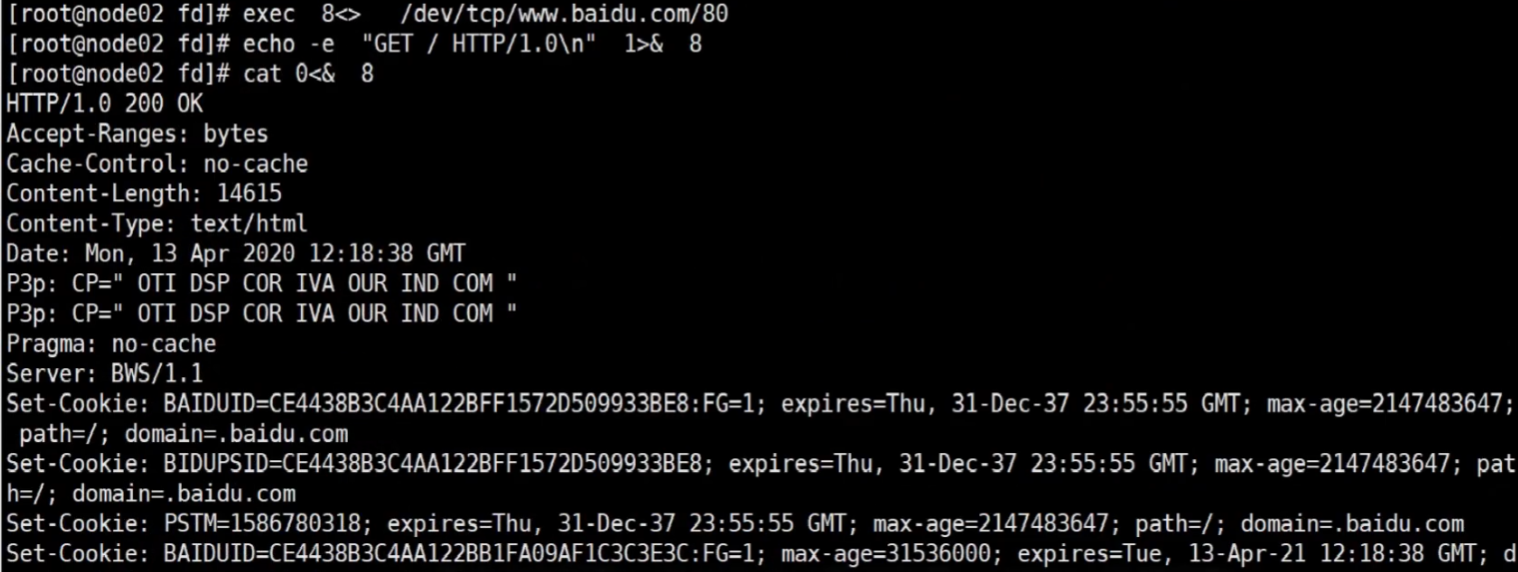 [root@node02 fd]# exec  8<>   /dev/tcp/www.baidu.com/80
[root@node02 fd]# echo -e  "GET / HTTP/1.0\n"  1>&  8
[root@node02 fd]# cat 0<&  8
HTTP/1.0 200 OK
Accept-Ranges: bytes
Cache-Control: no-cache
Content-Length: 14615
Content-Type: text/html
Date: Mon, 13 Apr 2020 12:18:38 GMT
P3p: CP=" OTI DSP COR IVA OUR IND COM "
P3p: CP=" OTI DSP COR IVA OUR IND COM "
Pragma: no-cache
Server: BWS/1.1
Set-Cookie: BAIDUID=CE4438B3C4AA122BFF1572D509933BE8:FG=1; expires=Thu, 31-Dec-37 23:55:55 GMT; max-age=2147483647;
 path=/; domain=.baidu.com
Set-Cookie: BIDUPSID=CE4438B3C4AA122BFF1572D509933BE8; expires=Thu, 31-Dec-37 23:55:55 GMT; max-age=2147483647; pat
h=/; domain=.baidu.com
Set-Cookie: PSTM=1586780318; expires=Thu, 31-Dec-37 23:55:55 GMT; max-age=2147483647; path=/; domain=.baidu.com
Set-Cookie: BAIDUID=CE4438B3C4AA122BB1FA09AF1C3C3E3C:FG=1; max-age=31536000; expires=Tue, 13-Apr-21 12:18:38 GMT; d